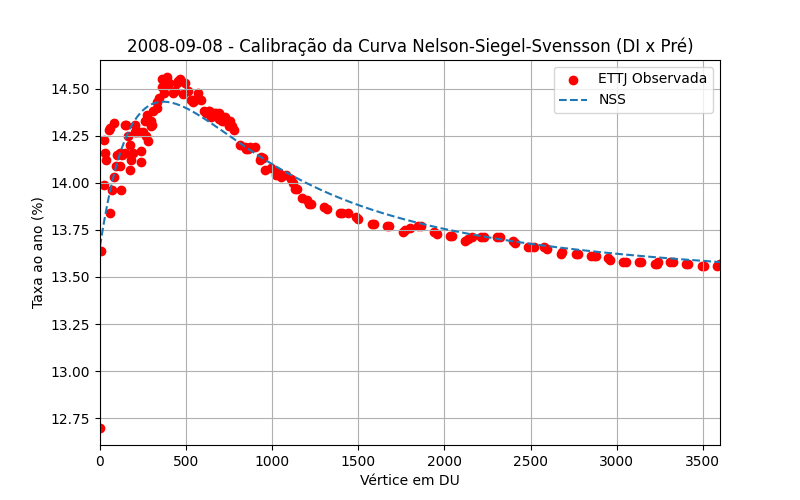 2008-09-08 - Calibração da Curva Nelson-Siegel-Svensson (DI x Pré)
ETTJ Observada
NSS
Taxa ao ano (%)
14.50
14.25
14.00
13.75
13.50
13.25
13.00
12.75
0 500 1000 1500 2000 2500 3000 3500
Vértice em DU